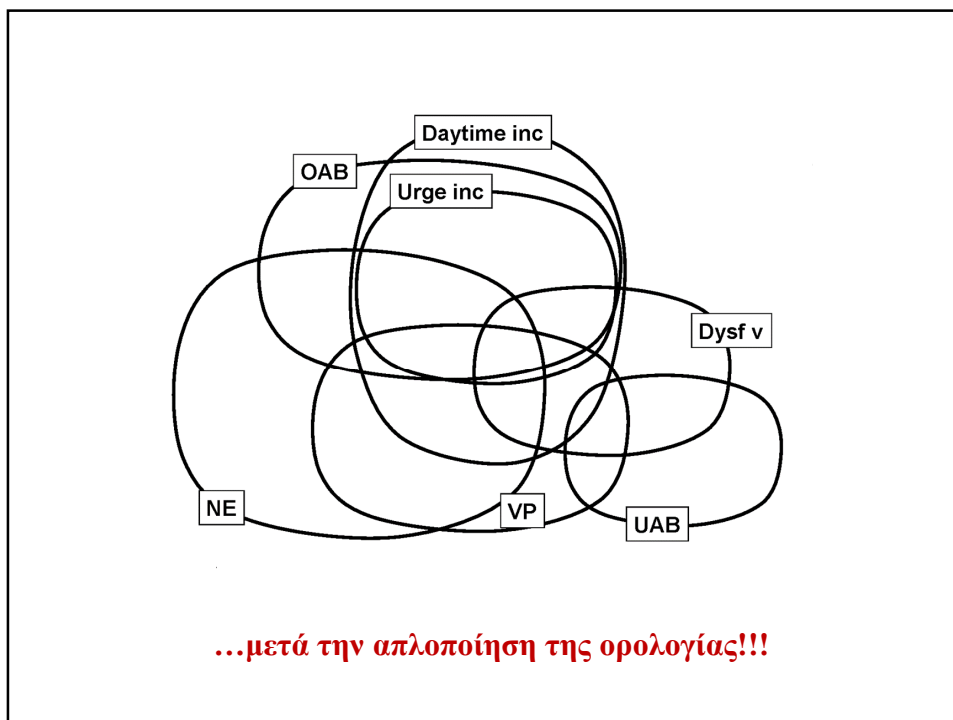 Daytime inc
OAB
Urge inc
Dysf v
NE
VP
UAB
...μετά την απλοποίηση της ορολογίας!!!